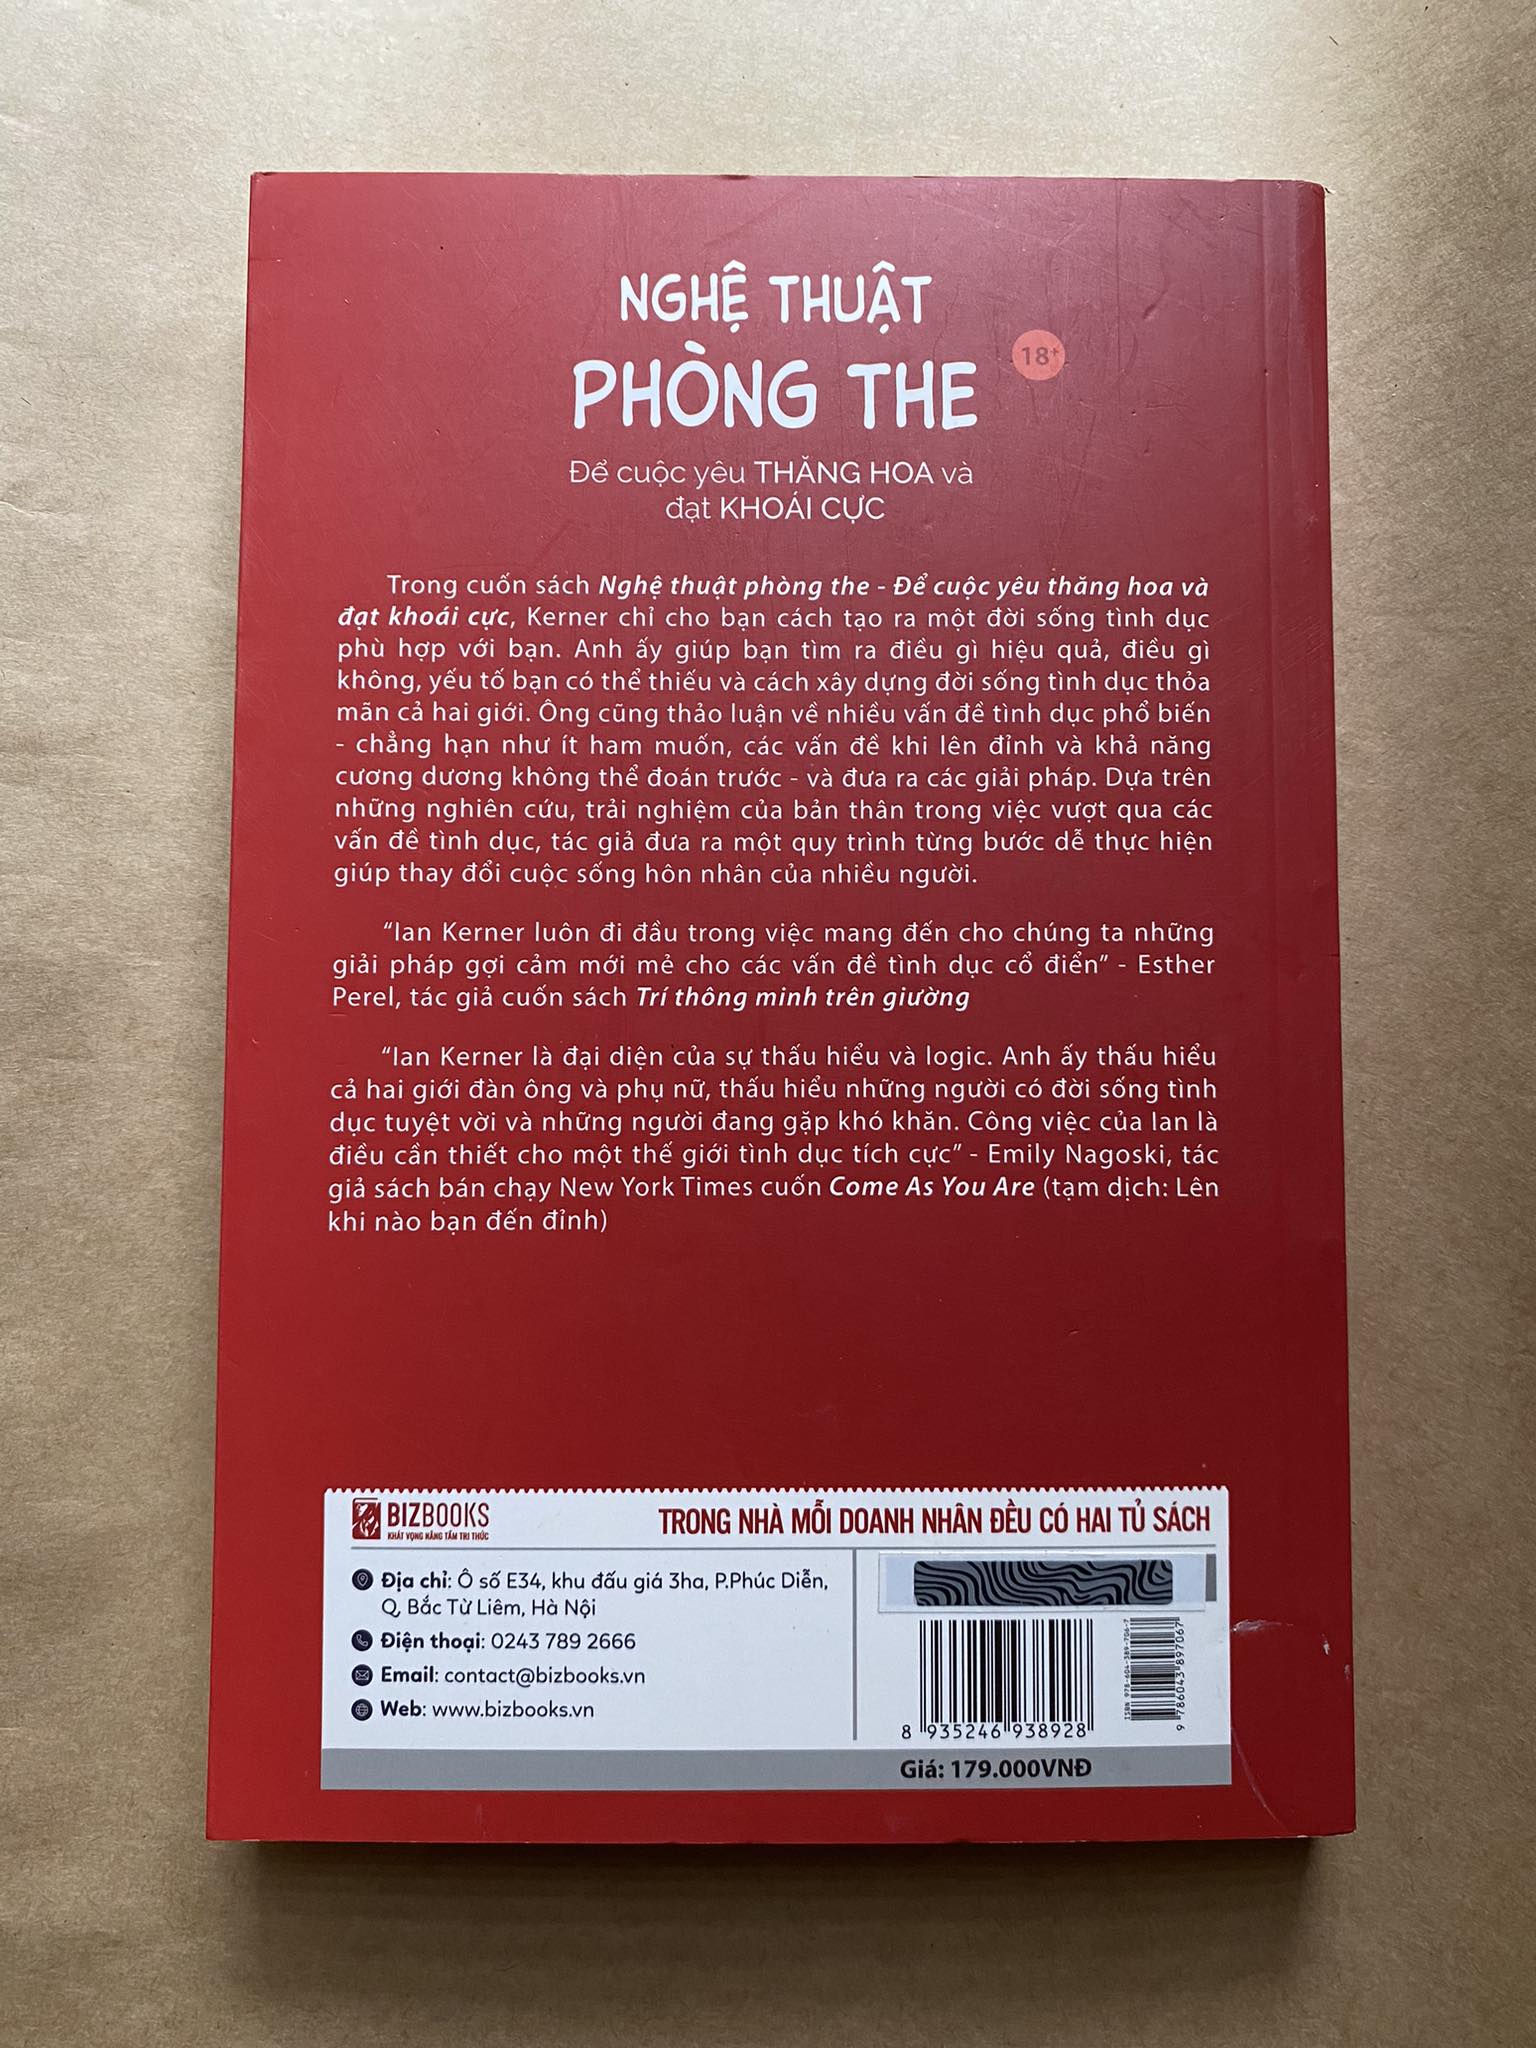 NGHỆ THUẬT
PHÒNG THE
18+
Để cuộc yêu THĂNG HOA và
đạt KHOÁI CỰC
Trong cuốn sách Nghệ thuật phòng the - Để cuộc yêu thăng hoa và
đạt khoái cực, Kerner chỉ cho bạn cách tạo ra một đời sống tình dục
phù hợp với bạn. Anh ấy giúp bạn tìm ra điều gì hiệu quả, điều gì
không, yếu tố bạn có thể thiếu và cách xây dựng đời sống tình dục thỏa
mãn cả hai giới. Ông cũng thảo luận về nhiều vấn đề tình dục phổ biến
- chẳng hạn như ít ham muốn, các vấn đề khi lên đỉnh và khả năng
cương dương không thể đoán trước - và đưa ra các giải pháp. Dựa trên
những nghiên cứu, trải nghiệm của bản thân trong việc vượt qua các
vấn đề tình dục, tác giả đưa ra một quy trình từng bước dễ thực hiện
giúp thay đổi cuộc sống hôn nhân của nhiều người.
“Ian Kerner luôn đi đầu trong việc mang đến cho chúng ta những
giải pháp gợi cảm mới mẻ cho các vấn đề tình dục cổ điển” - Esther
Perel, tác giả cuốn sách Trí thông minh trên giường
“Ian Kerner là đại diện của sự thấu hiểu và logic. Anh ấy thấu hiểu
cả hai giới đàn ông và phụ nữ, thấu hiểu những người có đời sống tình
dục tuyệt vời và những người đang gặp khó khăn. Công việc của Ian là
điều cần thiết cho một thế giới tình dục tích cực” - Emily Nagoski, tác
giả sách bán chạy New York Times cuốn Come As You Are (tạm dịch: Lên
khi nào bạn đến đỉnh)
BIZBOOKS
KHÁT VỌNG NÂNG TẦM TRI THỨC
TRONG NHÀ MỖI DOANH NHÂN ĐỀU CÓ HAI TỦ SÁCH
Địa chỉ: Ô số E34, khu đấu giá 3ha, P.Phúc Diễn,
Q. Bắc Từ Liêm, Hà Nội
Điện thoại: 0243 789 2666
Email: contact@bizbooks.vn
Web: www.bizbooks.vn
8 935246 938928
ISBN 978-604-389-706-7
9 786043 897067
Giá: 179.000VNĐ